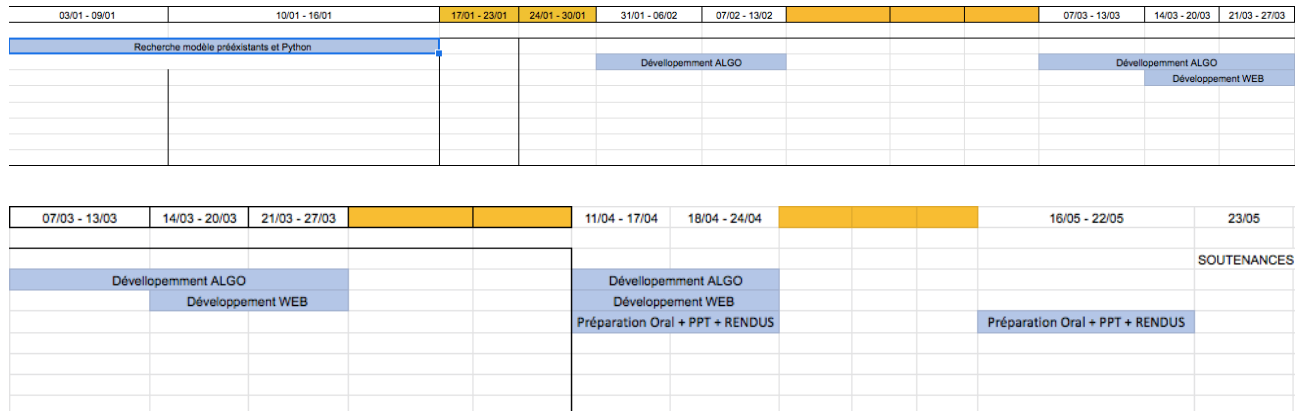 03/01 - 09/01 10/01 - 16/01 17/01 - 23/01 24/01 - 30/01 31/01 - 06/02 07/02 - 13/02 07/03 - 13/03 14/03 - 20/03 21/03 - 27/03
Recherche modèle prééxistants et Python
Dévellopemment ALGO Dévellopemment ALGO
Développement WEB
07/03 - 13/03 14/03 - 20/03 21/03 - 27/03 11/04 - 17/04 18/04 - 24/04 16/05 - 22/05 23/05
SOUTENANCES
Dévellopemment ALGO Dévellopemment ALGO
Développement WEB Développement WEB
Préparation Oral + PPT + RENDUS Préparation Oral + PPT + RENDUS